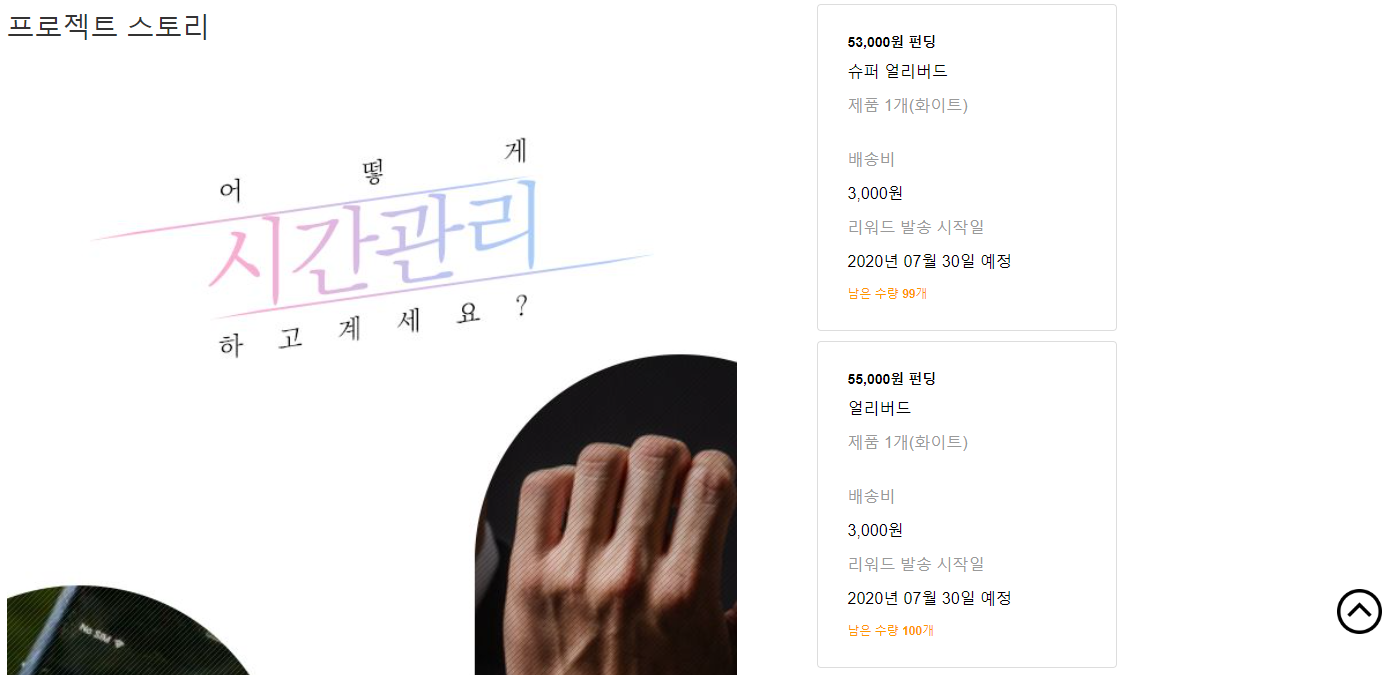 프로젝트 스토리
어떻게
시간관리
하고계세요?
No SIM
53,000원 펀딩
슈퍼 얼리버드
제품 1개(화이트)
배송비
3,000원
리워드 발송 시작일
2020년 07월 30일 예정
남은 수량 99개
55,000원 펀딩
얼리버드
제품 1개(화이트)
배송비
3,000원
리워드 발송 시작일
2020년 07월 30일 예정
남은 수량 100개